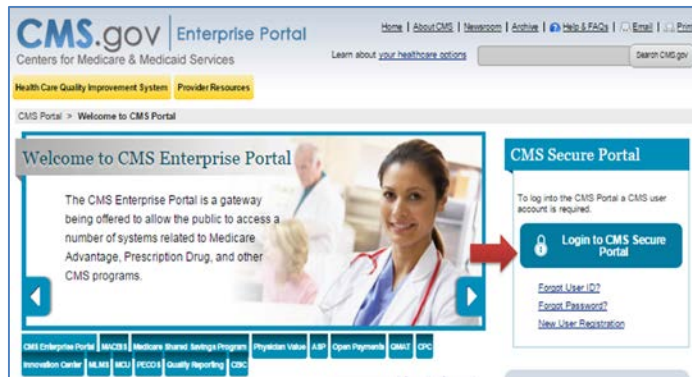 CMS.gov | Enterprise Portal
Centers for Medicare & Medicaid Services
Home | About CMS | Newsroom | Archive | Help & FAQs | Email | Print
Learn about your healthcare options
Search CMS.gov
Health Care Quality Improvement System Provider Resources
CMS Portal > Welcome to CMS Portal
Welcome to CMS Enterprise Portal
The CMS Enterprise Portal is a gateway
being offered to allow the public to access a
number of systems related to Medicare
Advantage, Prescription Drug, and other
CMS programs.
CMS Secure Portal
To log into the CMS Portal a CMS user
account is required.
Login to CMS Secure
Portal
Forgot User ID?
Forgot Password?
New User Registration
CMS Enterprise Portal MACBIS Medicare Shared Savings Program Physician Value ASP Open Payments QMAT CPC
Innovation Center MLMS MCU PECOS Quality Reporting CBIC